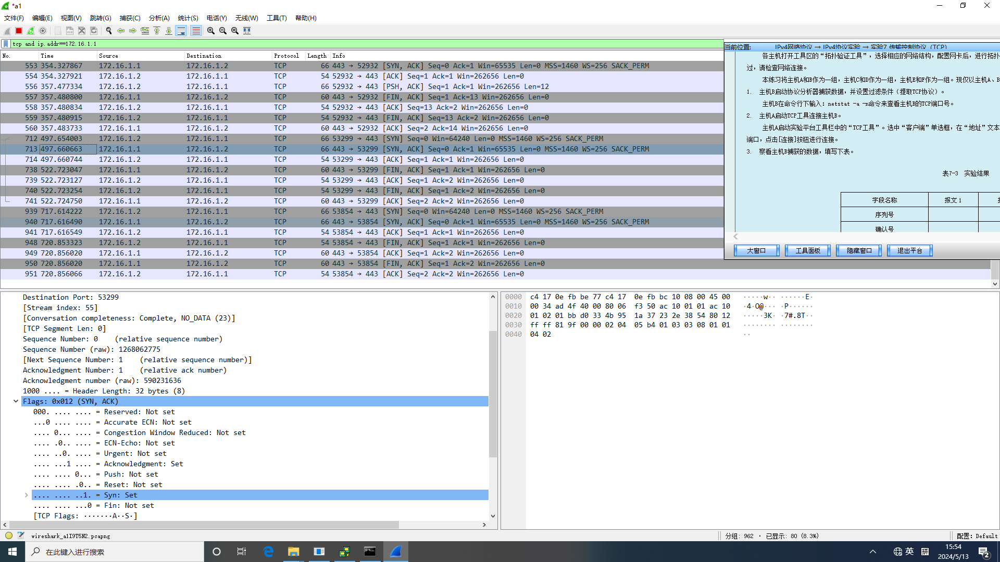 *a1
文件(F) 编辑(E) 视图(V) 跳转(G) 捕获(C) 分析(A) 统计(S) 电话(Y) 无线(W) 工具(T) 帮助(H)
tcp and ip.addr==172.16.1.1
No. Time Source Destination Protocol Length Info
553 354.327867 172.16.1.1 172.16.1.2 TCP 66 443 → 52932 [SYN, ACK] Seq=0 Ack=1 Win=65535 Len=0 MSS=1460 WS=256 SACK_PERM
554 354.327921 172.16.1.2 172.16.1.1 TCP 54 52932 → 443 [ACK] Seq=1 Ack=1 Win=262656 Len=0
556 357.477334 172.16.1.2 172.16.1.1 TCP 66 52932 → 443 [PSH, ACK] Seq=1 Ack=1 Win=262656 Len=12
557 357.480800 172.16.1.1 172.16.1.2 TCP 60 443 → 52932 [FIN, ACK] Seq=1 Ack=13 Win=262656 Len=0
558 357.480834 172.16.1.2 172.16.1.1 TCP 54 52932 → 443 [ACK] Seq=13 Ack=2 Win=262656 Len=0
559 357.480915 172.16.1.2 172.16.1.1 TCP 54 52932 → 443 [FIN, ACK] Seq=13 Ack=2 Win=262656 Len=0
560 357.483733 172.16.1.1 172.16.1.2 TCP 60 443 → 52932 [ACK] Seq=2 Ack=14 Win=262656 Len=0
712 497.654003 172.16.1.2 172.16.1.1 TCP 66 53299 → 443 [SYN] Seq=0 Win=64240 Len=0 MSS=1460 WS=256 SACK_PERM
713 497.660663 172.16.1.1 172.16.1.2 TCP 66 443 → 53299 [SYN, ACK] Seq=0 Ack=1 Win=65535 Len=0 MSS=1460 WS=256 SACK_PERM
714 497.660744 172.16.1.2 172.16.1.1 TCP 54 53299 → 443 [ACK] Seq=1 Ack=1 Win=262656 Len=0
738 522.723047 172.16.1.1 172.16.1.2 TCP 60 443 → 53299 [FIN, ACK] Seq=1 Ack=1 Win=262656 Len=0
739 522.723127 172.16.1.2 172.16.1.1 TCP 54 53299 → 443 [ACK] Seq=1 Ack=2 Win=262656 Len=0
740 522.723254 172.16.1.2 172.16.1.1 TCP 54 53299 → 443 [FIN, ACK] Seq=1 Ack=2 Win=262656 Len=0
741 522.724750 172.16.1.1 172.16.1.2 TCP 60 443 → 53299 [ACK] Seq=2 Ack=2 Win=262656 Len=0
939 717.614222 172.16.1.2 172.16.1.1 TCP 66 53854 → 443 [SYN] Seq=0 Win=64240 Len=0 MSS=1460 WS=256 SACK_PERM
940 717.616490 172.16.1.1 172.16.1.2 TCP 66 443 → 53854 [SYN, ACK] Seq=0 Ack=1 Win=65535 Len=0 MSS=1460 WS=256 SACK_PERM
941 717.616549 172.16.1.2 172.16.1.1 TCP 54 53854 → 443 [ACK] Seq=1 Ack=1 Win=262656 Len=0
948 720.853323 172.16.1.2 172.16.1.1 TCP 54 53854 → 443 [FIN, ACK] Seq=1 Ack=1 Win=262656 Len=0
949 720.856020 172.16.1.1 172.16.1.2 TCP 60 443 → 53854 [ACK] Seq=1 Ack=2 Win=262656 Len=0
950 720.856020 172.16.1.1 172.16.1.2 TCP 60 443 → 53854 [FIN, ACK] Seq=1 Ack=2 Win=262656 Len=0
951 720.856066 172.16.1.2 172.16.1.1 TCP 54 53854 → 443 [ACK] Seq=2 Ack=2 Win=262656 Len=0
当前位置: IPv4网络协议 → IPv4协议实验 → 实验7 传输控制协议 (TCP)
各主机打开工具区的“拓扑验证工具”，选择相应的网络结构，配置网卡后，进行拓扑
过，请检查网络连接。
本练习将主机A和B作为一组，主机C和D作为一组，主机E和F作为一组。现仅以主机A、B
1. 主机B启动协议分析器捕获数据，并设置过滤条件（提取TCP协议）。
主机B在命令行下输入：netstat -a -n命令来查看主机B的TCP端口号。
2. 主机A启动TCP工具连接主机B。
主机A启动实验平台工具栏中的“TCP工具”。选中“客户端”单选框，在“地址”文本
端口，点击[连接]按钮进行连接。
3. 察看主机B捕获的数据，填写下表。
表7-3 实验结果
字段名称 报文1
序列号
确认号
大窗口 工具面板 隐藏窗口 退出平台
Destination Port: 53299
[Stream index: 55]
[Conversation completeness: Complete, NO_DATA (23)]
[TCP Segment Len: 0]
Sequence Number: 0 (relative sequence number)
Sequence Number (raw): 1268062775
[Next Sequence Number: 1 (relative sequence number)]
Acknowledgment Number: 1 (relative ack number)
Acknowledgment number (raw): 590231636
1000 .... = Header Length: 32 bytes (8)
Flags: 0x012 (SYN, ACK)
000. .... .... = Reserved: Not set
...0 .... .... = Accurate ECN: Not set
.... 0... .... = Congestion Window Reduced: Not set
.... .0.. .... = ECN-Echo: Not set
.... ..0. .... = Urgent: Not set
.... ...1 .... = Acknowledgment: Set
.... .... 0... = Push: Not set
.... .... .0.. = Reset: Not set
.... .... ..1. = Syn: Set
.... .... ...0 = Fin: Not set
[TCP Flags: ·······A··S·]
0000 c4 17 0e fb be 77 c4 17 0e fb bc 10 08 00 45 00 ·····w·· ······E·
0010 00 34 ad 4f 40 00 80 06 f3 50 ac 10 01 01 ac 10 ·4·O@··· ·P······
0020 01 02 01 bb d0 33 4b 95 1a 37 23 2e 38 54 80 12 ·····3K· ·7#.8T··
0030 ff ff 81 9f 00 00 02 04 05 b4 01 03 03 08 01 01 ········ ········
0040 04 02 ··
wireshark_a1I9T5N2.pcapng
分组: 962 · 已显示: 80 (8.3%)
配置: Default
在此键入进行搜索
英
拼
15:54
2024/5/13
2